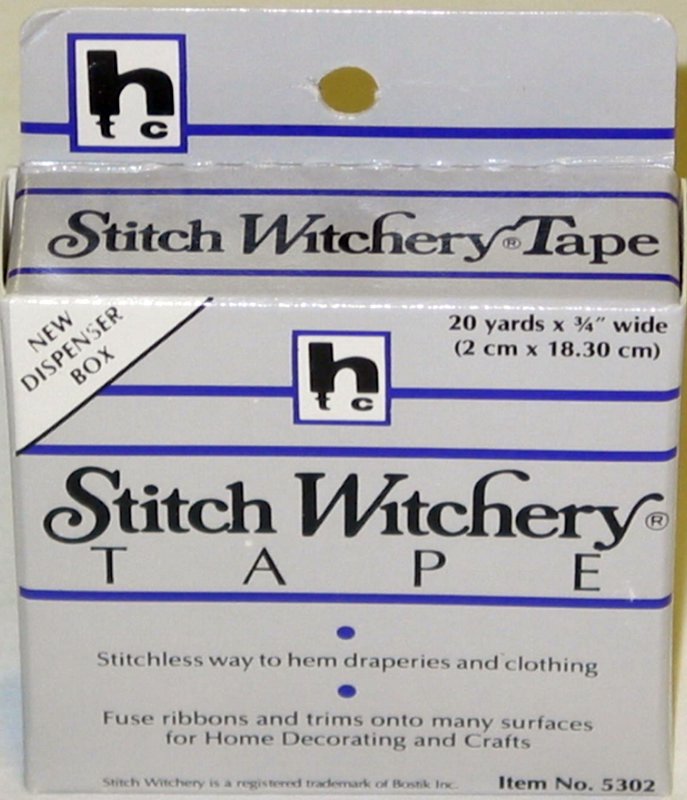 h
tc
Stitch Witchery® Tape
NEW
DISPENSER
BOX
20 yards x ¾" wide
(2 cm x 18.30 cm)
h
tc
Stitch Witchery®
TAPE
• Stitchless way to hem draperies and clothing
• Fuse ribbons and trims onto many surfaces
for Home Decorating and Crafts
Stitch Witchery is a registered trademark of Bostik Inc.
Item No. 5302